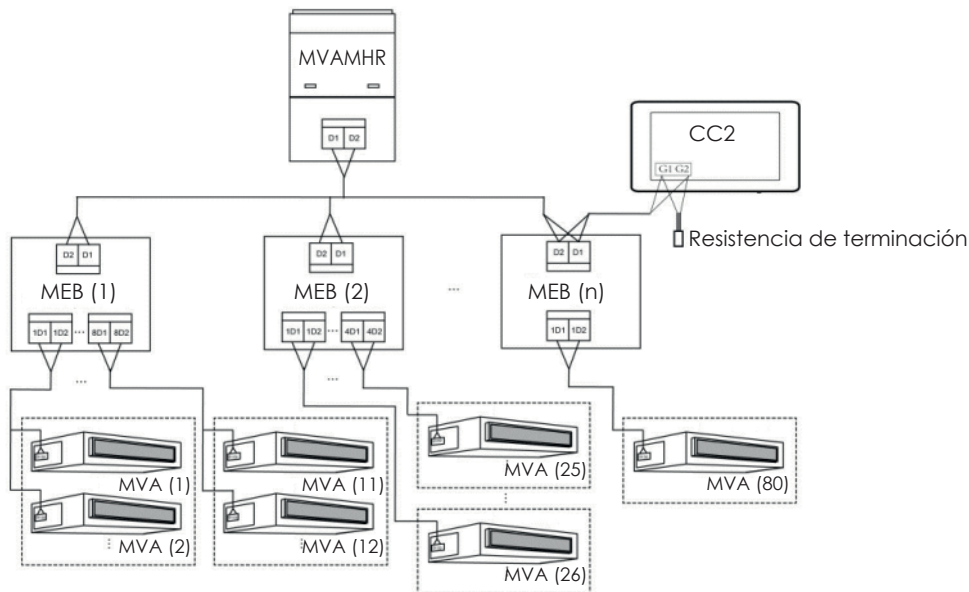 MVAMHR
D1 D2
CC2
G1 G2
Resistencia de terminación
D2 D1
MEB (1)
1D1 1D2 ... 8D1 8D2
D2 D1
MEB (2)
1D1 1D2 ... 4D1 4D2
...
D2 D1
MEB (n)
1D1 1D2
...
MVA (1)
MVA (2)
MVA (11)
MVA (12)
MVA (25)
MVA (26)
MVA (80)